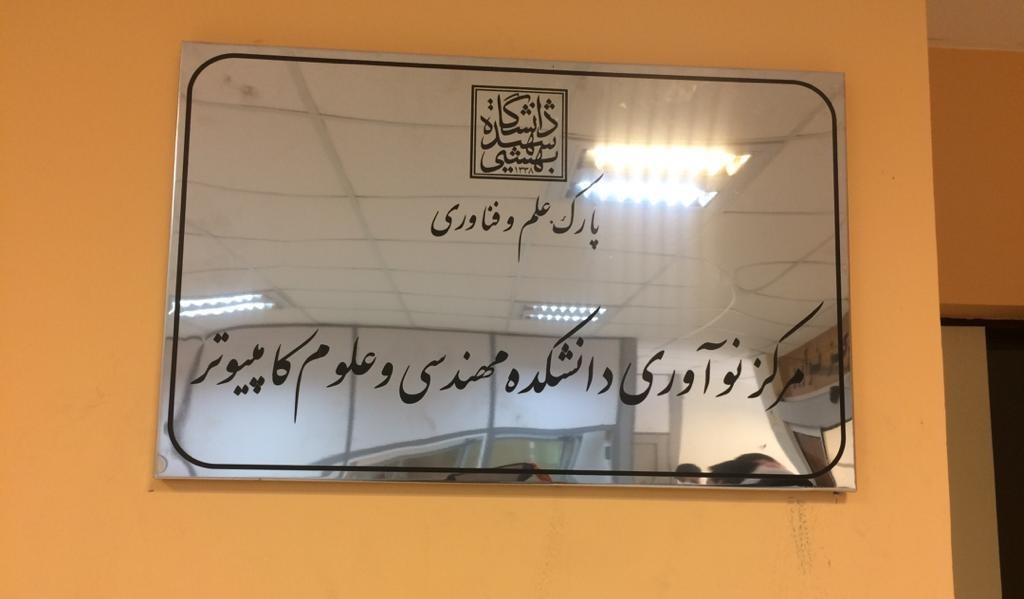 دانشگاه
شهید
بهشتی
۱۳۳۸
پارک علم و فناوری
مرکز نوآوری دانشکده مهندسی و علوم کامپیوتر